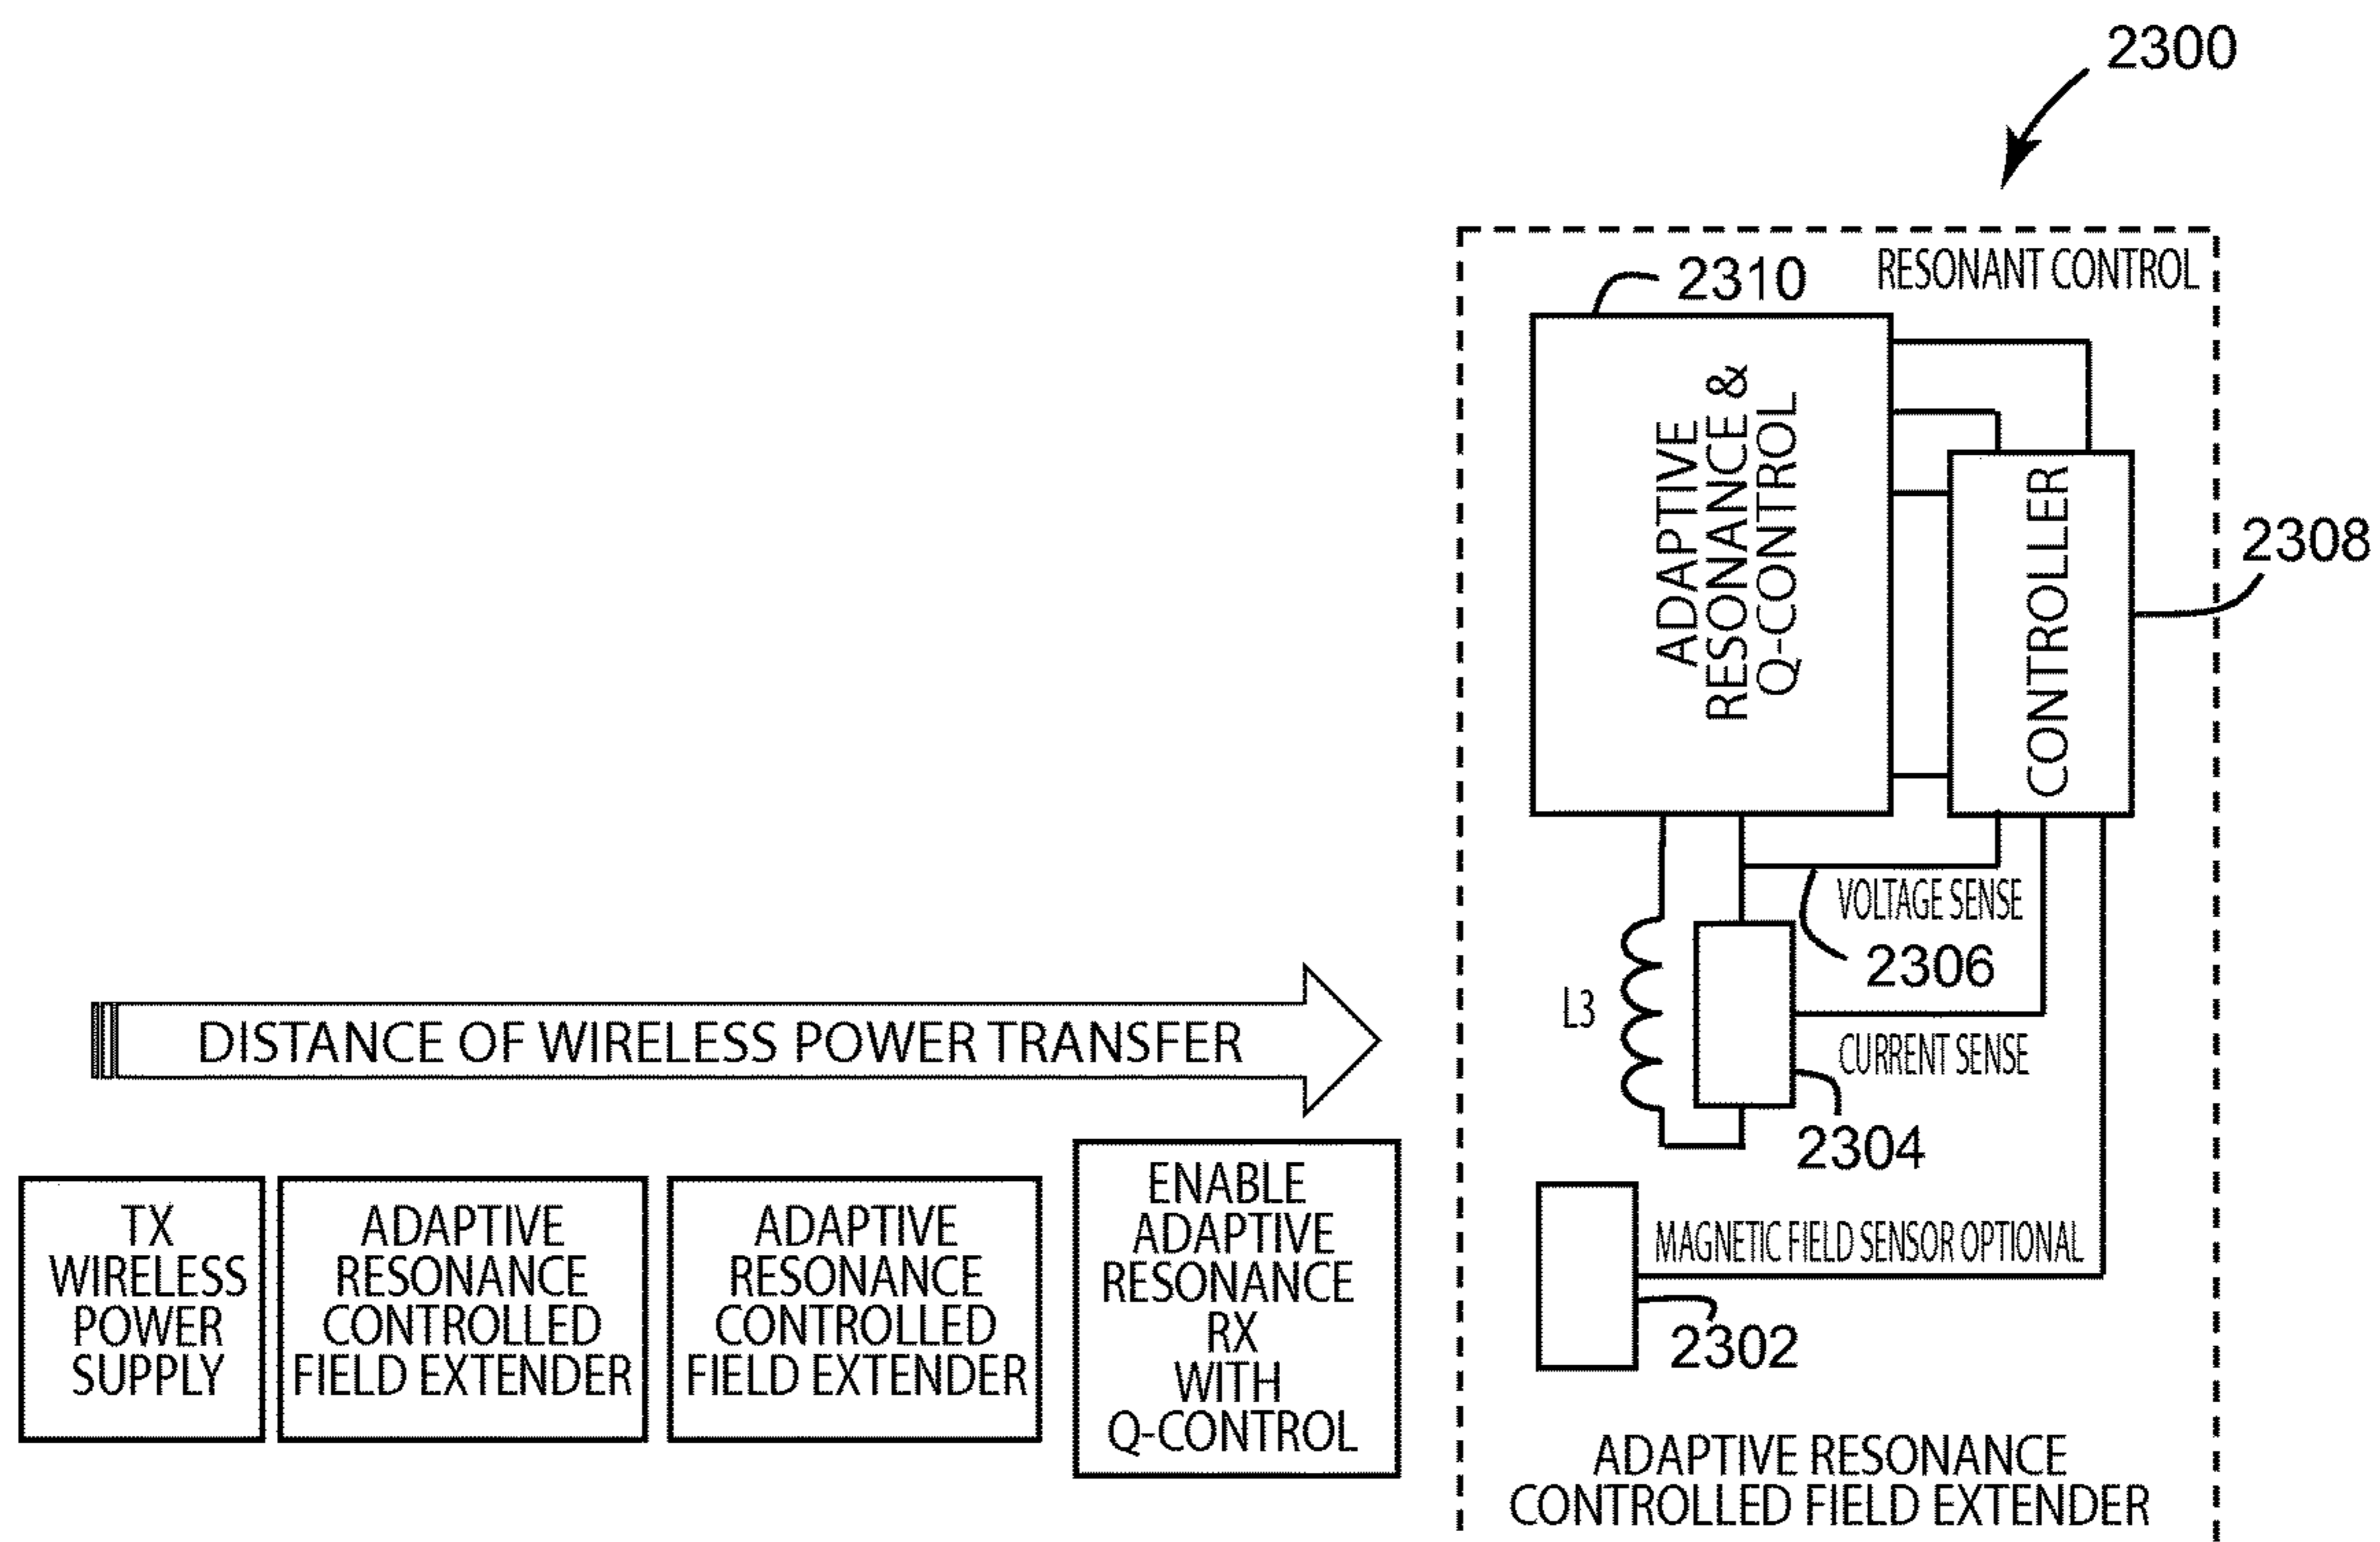 2300
RESONANT CONTROL
2310
ADAPTIVE
RESONANCE &
Q-CONTROL
CONTROLLER
2308
VOLTAGE SENSE
2306
L3
CURRENT SENSE
2304
MAGNETIC FIELD SENSOR OPTIONAL
2302
ADAPTIVE RESONANCE
CONTROLLED FIELD EXTENDER
DISTANCE OF WIRELESS POWER TRANSFER
TX
WIRELESS
POWER
SUPPLY
ADAPTIVE
RESONANCE
CONTROLLED
FIELD EXTENDER
ADAPTIVE
RESONANCE
CONTROLLED
FIELD EXTENDER
ENABLE
ADAPTIVE
RESONANCE
RX
WITH
Q-CONTROL